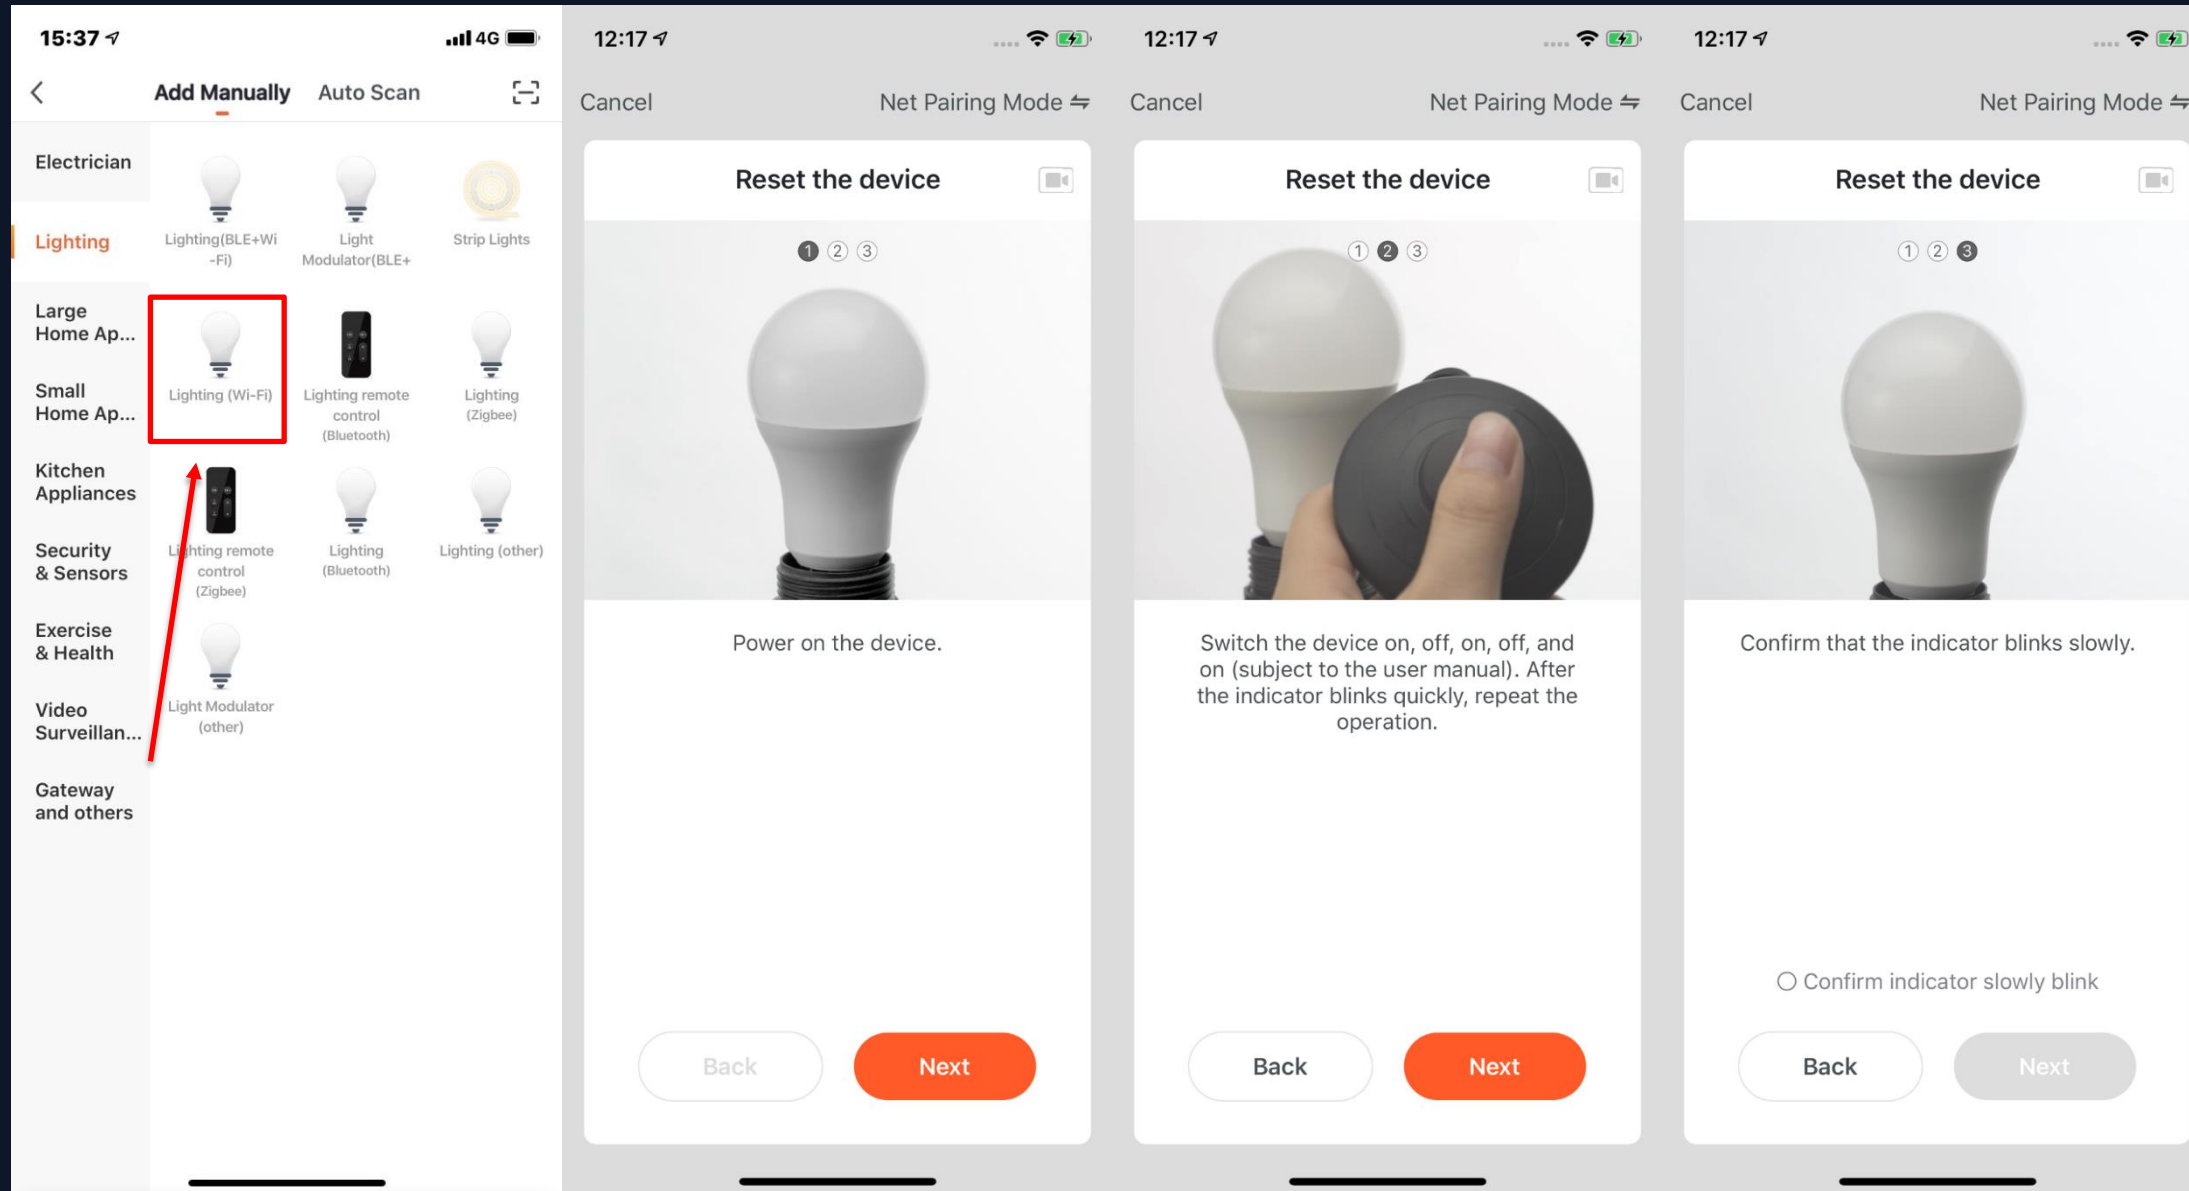 15:37
4G
Add Manually Auto Scan
Electrician
Lighting
Large
Home Ap...
Small
Home Ap...
Kitchen
Appliances
Security
& Sensors
Exercise
& Health
Video
Surveillan...
Gateway
and others
Lighting(BLE+Wi
-Fi)
Light
Modulator(BLE+
Strip Lights
Lighting (Wi-Fi)
Lighting remote
control
(Bluetooth)
Lighting
(Zigbee)
Lighting remote
control
(Zigbee)
Lighting
(Bluetooth)
Lighting (other)
Light Modulator
(other)
12:17
Cancel Net Pairing Mode
Reset the device
1 2 3
Power on the device.
Back Next
12:17
Cancel Net Pairing Mode
Reset the device
1 2 3
Switch the device on, off, on, off, and
on (subject to the user manual). After
the indicator blinks quickly, repeat the
operation.
Back Next
12:17
Cancel Net Pairing Mode
Reset the device
1 2 3
Confirm that the indicator blinks slowly.
Confirm indicator slowly blink
Back Next